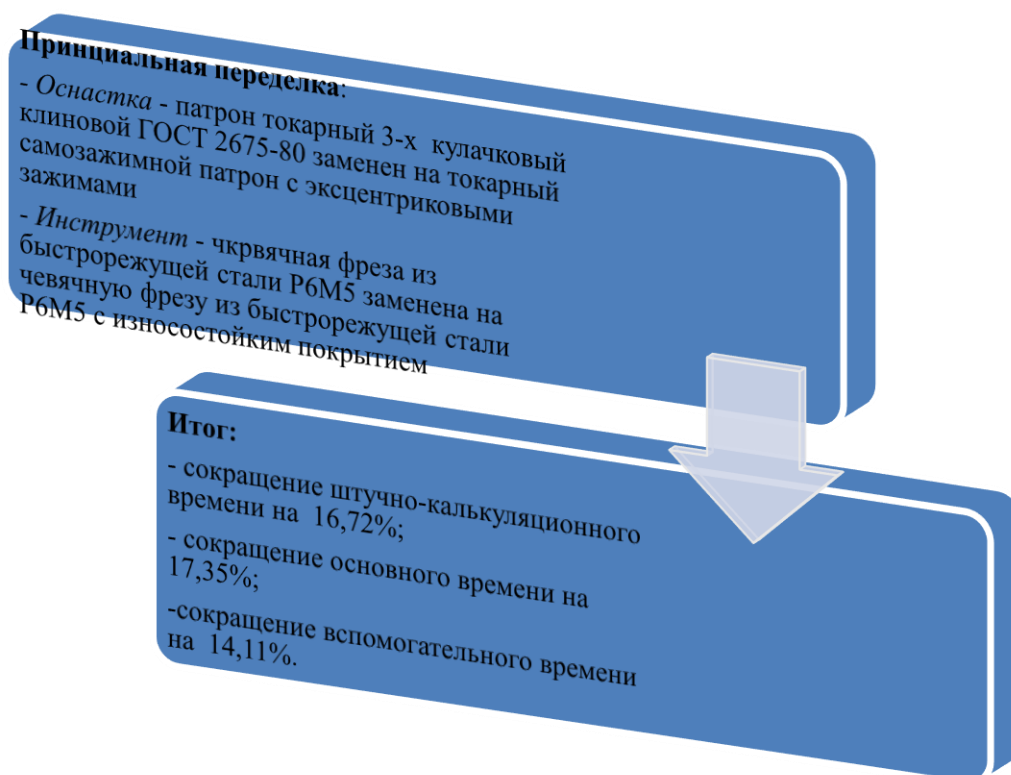 Принциальная переделка:
- Оснастка - патрон токарный 3-х кулачковый
клиновой ГОСТ 2675-80 заменен на токарный
самозажимной патрон с эксцентриковыми
зажимами
- Инструмент - чкрвячная фреза из
быстрорежущей стали Р6М5 заменена на
чевячную фрезу из быстрорежущей стали
Р6М5 с износостойким покрытием
Итог:
- сокращение штучно-калькуляционного
времени на 16,72%;
- сокращение основного времени на
17,35%;
-сокращение вспомогательного времени
на 14,11%.